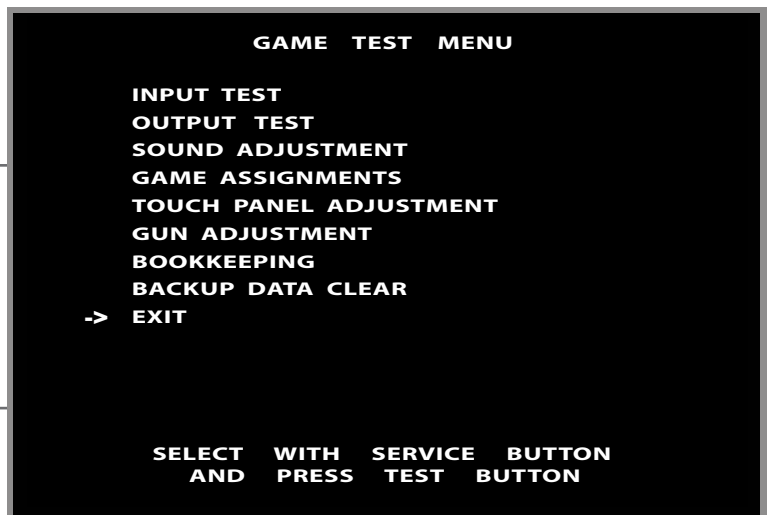 GAME TEST MENU
INPUT TEST
OUTPUT TEST
SOUND ADJUSTMENT
GAME ASSIGNMENTS
TOUCH PANEL ADJUSTMENT
GUN ADJUSTMENT
BOOKKEEPING
BACKUP DATA CLEAR
-> EXIT
SELECT WITH SERVICE BUTTON
AND PRESS TEST BUTTON